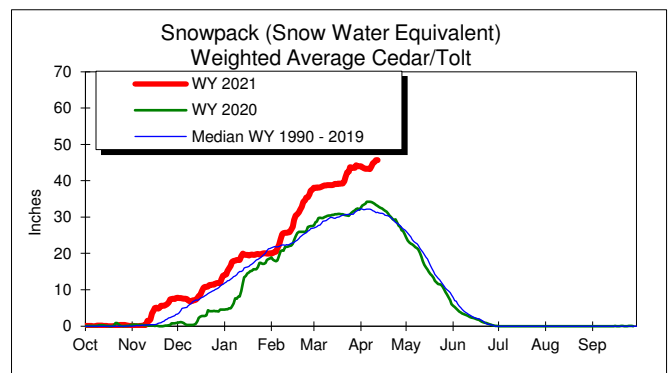 Snowpack (Snow Water Equivalent)
Weighted Average Cedar/Tolt
70
60
50
40
30
20
10
0
Inches
WY 2021
WY 2020
Median WY 1990 - 2019
Oct Nov Dec Jan Feb Mar Apr May Jun Jul Aug Sep